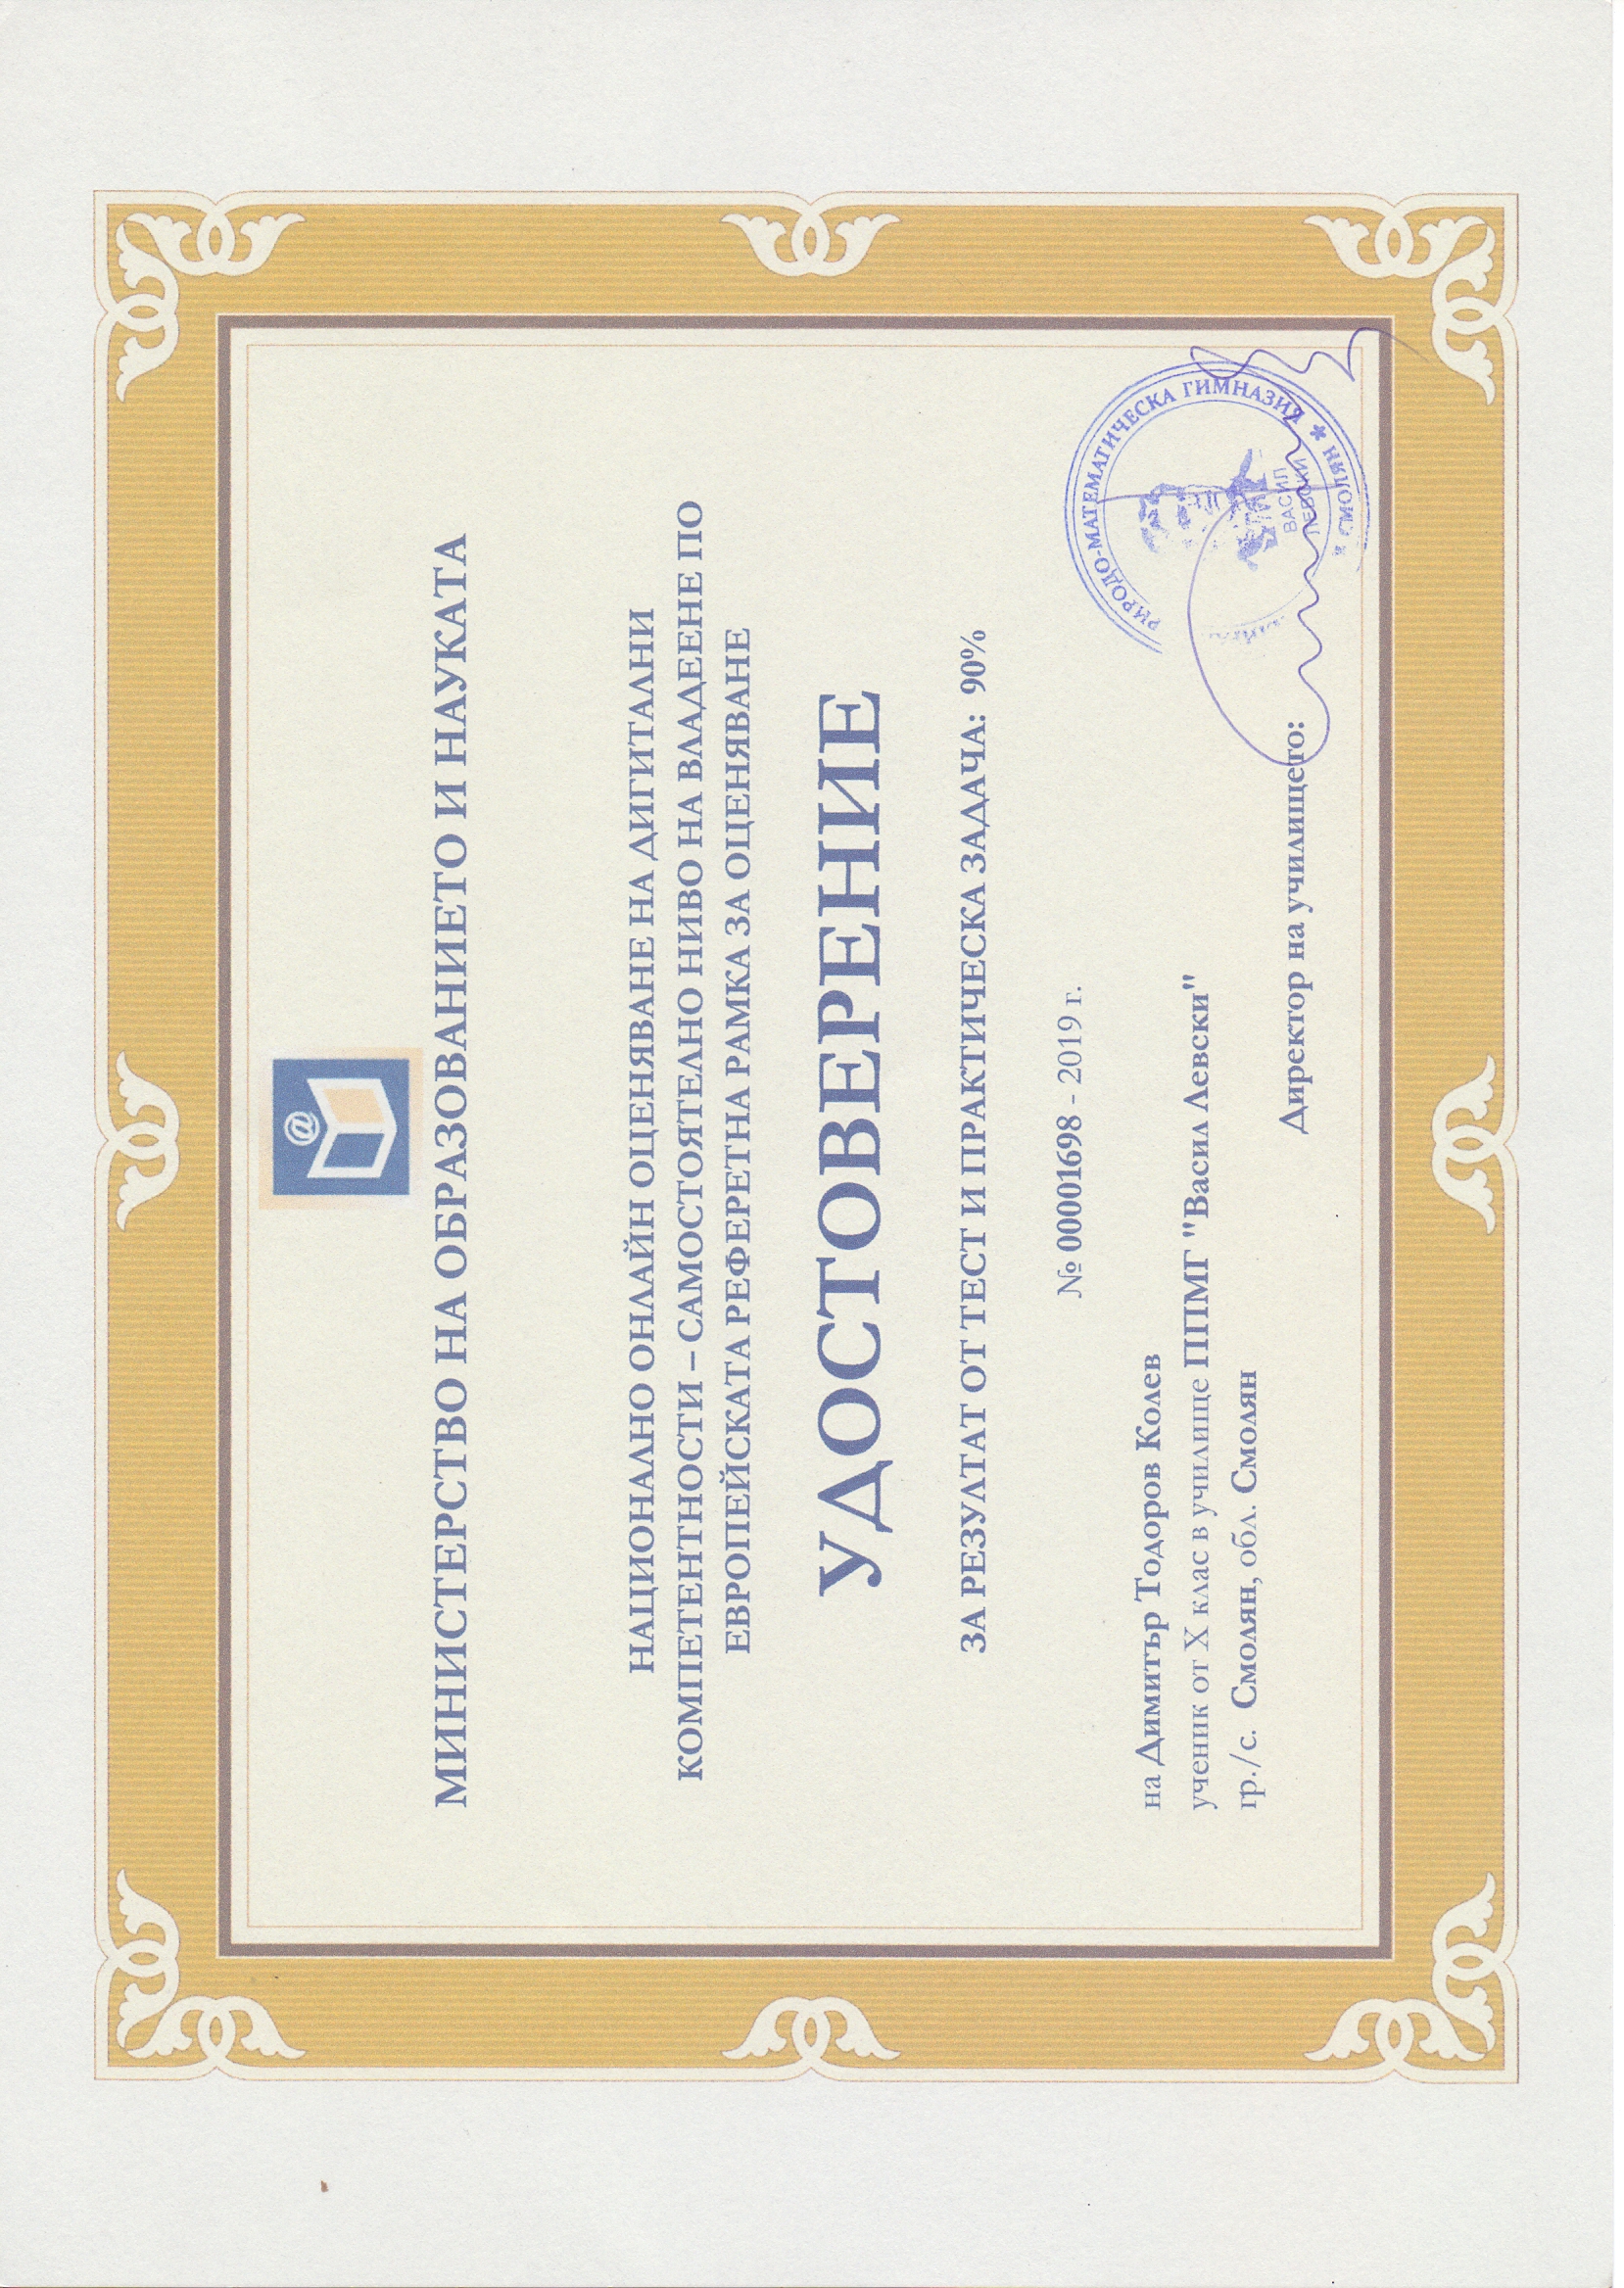 @
МИНИСТЕРСТВО НА ОБРАЗОВАНИЕТО И НАУКАТА
НАЦИОНАЛНО ОНЛАЙН ОЦЕНЯВАНЕ НА ДИГИТАЛНИ
КОМПЕТЕНТНОСТИ – САМОСТОЯТЕЛНО НИВО НА ВЛАДЕЕНЕ ПО
ЕВРОПЕЙСКАТА РЕФЕРЕТНА РАМКА ЗА ОЦЕНЯВАНЕ
УДОСТОВЕРЕНИЕ
ЗА РЕЗУЛТАТ ОТ ТЕСТ И ПРАКТИЧЕСКА ЗАДАЧА: 90%
№ 00001698 - 2019 г.
на Димитър Тодоров Колев
ученик от X клас в училище ППМГ "Васил Левски"
гр./с. Смолян, обл. Смолян
Директор на училището:
РИРОДО-МАТЕМАТИЧЕСКА ГИМНАЗИЯ
ВАСИЛ
ЛЕВСКИ
СМОЛЯН